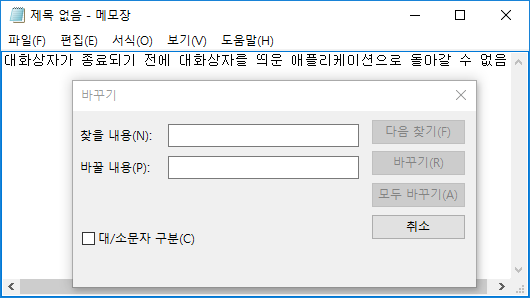 제목 없음 - 메모장
파일(F) 편집(E) 서식(O) 보기(V) 도움말(H)
대화상자가 종료되기 전에 대화상자를 띄운 애플리케이션으로 돌아갈 수 없음
바꾸기
찾을 내용(N): 다음 찾기(F)
바꿀 내용(P): 바꾸기(R)
모두 바꾸기(A)
취소
대/소문자 구분(C)